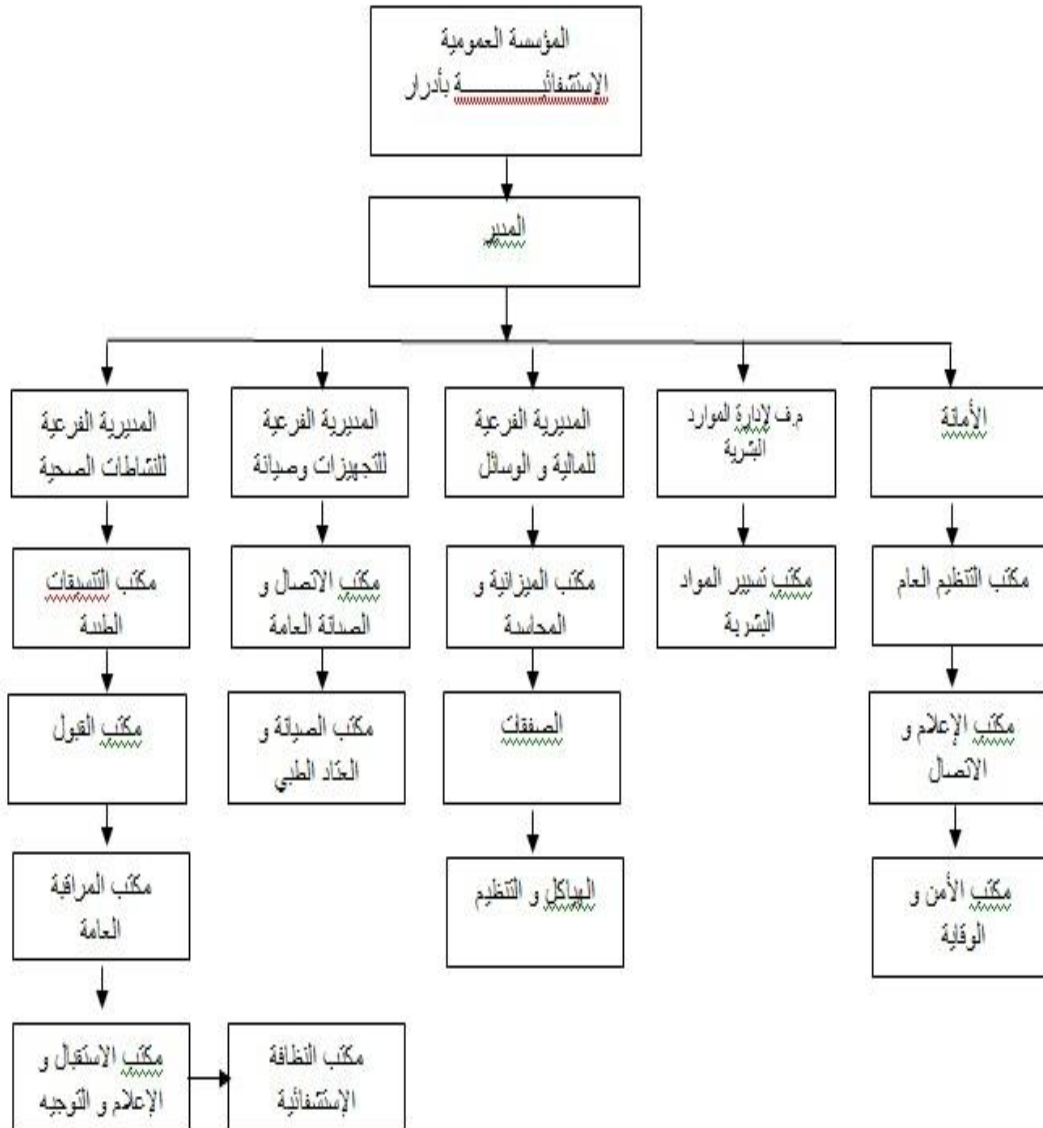 المؤسسة العمومية
الإستشفائيـــــــــــة بأدرار
المدير
الأمانة
م.ف لإدارة الموارد
البشرية
المديرية الفرعية
للمالية و الوسائل
المديرية الفرعية
للتجهيزات وصيانة
المديرية الفرعية
للنشاطات الصحية
مكتب التنظيم العام
مكتب تسيير المواد
البشرية
مكتب الميزانية و
المحاسبة
مكتب الاتصال و
الصيانة العامة
مكتب التنسيقات
الطبية
مكتب الإعلام و
الاتصال
الصفقات
مكتب الصيانة و
العتاد الطبي
مكتب القبول
مكتب الأمن و
الوقاية
الهياكل و التنظيم
مكتب المراقبة
العامة
مكتب النظافة
الإستشفائية
مكتب الاستقبال و
الإعلام و التوجيه